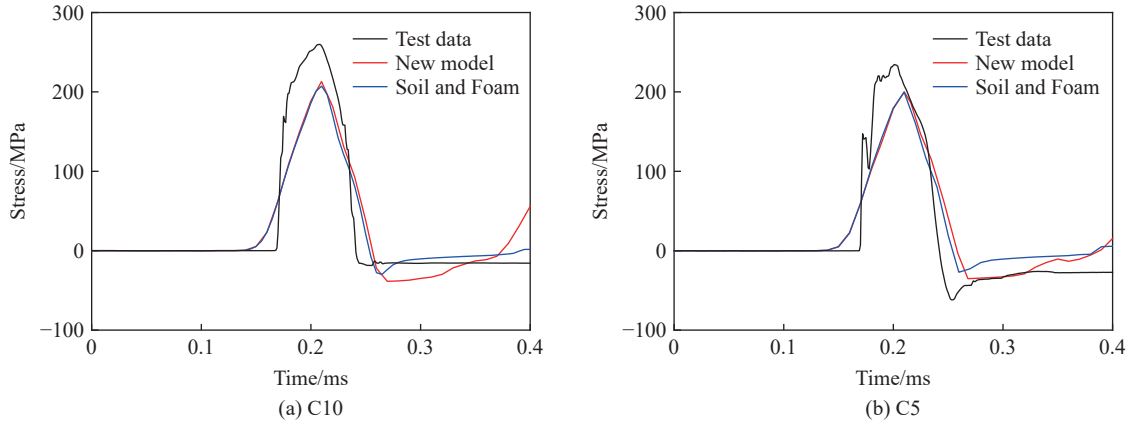 300
200
100
0
−100
Stress/MPa
Test data
New model
Soil and Foam
0
0.1
0.2
0.3
0.4
Time/ms
(a) C10
300
200
100
0
−100
Stress/MPa
Test data
New model
Soil and Foam
0
0.1
0.2
0.3
0.4
Time/ms
(b) C5